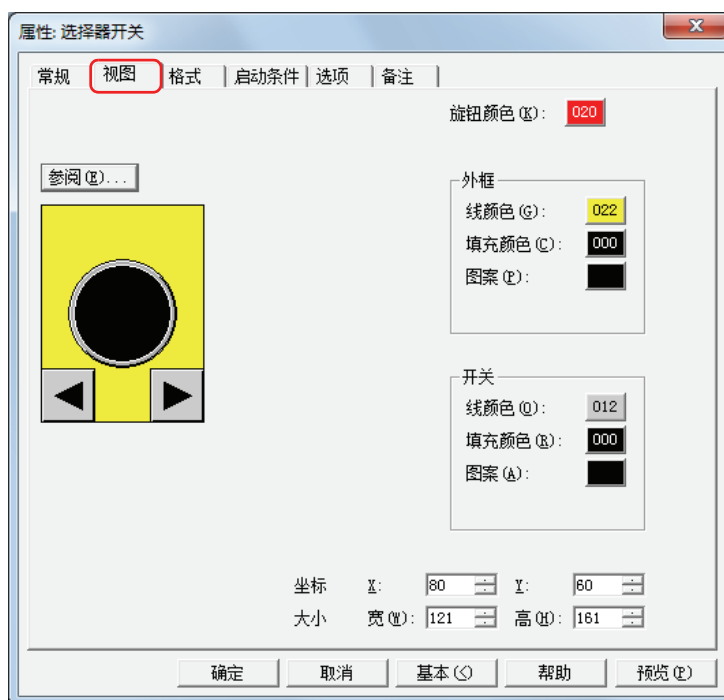 属性: 选择器开关
常规 视图 格式 启动条件 选项 备注
旋钮颜色(K): 020
参阅(E)...
外框
线颜色(G): 022
填充颜色(C): 000
图案(P):
开关
线颜色(O): 012
填充颜色(R): 000
图案(A):
坐标 X: 80 Y: 60
大小 宽(W): 121 高(H): 161
确定 取消 基本(<) 帮助 预览(P)